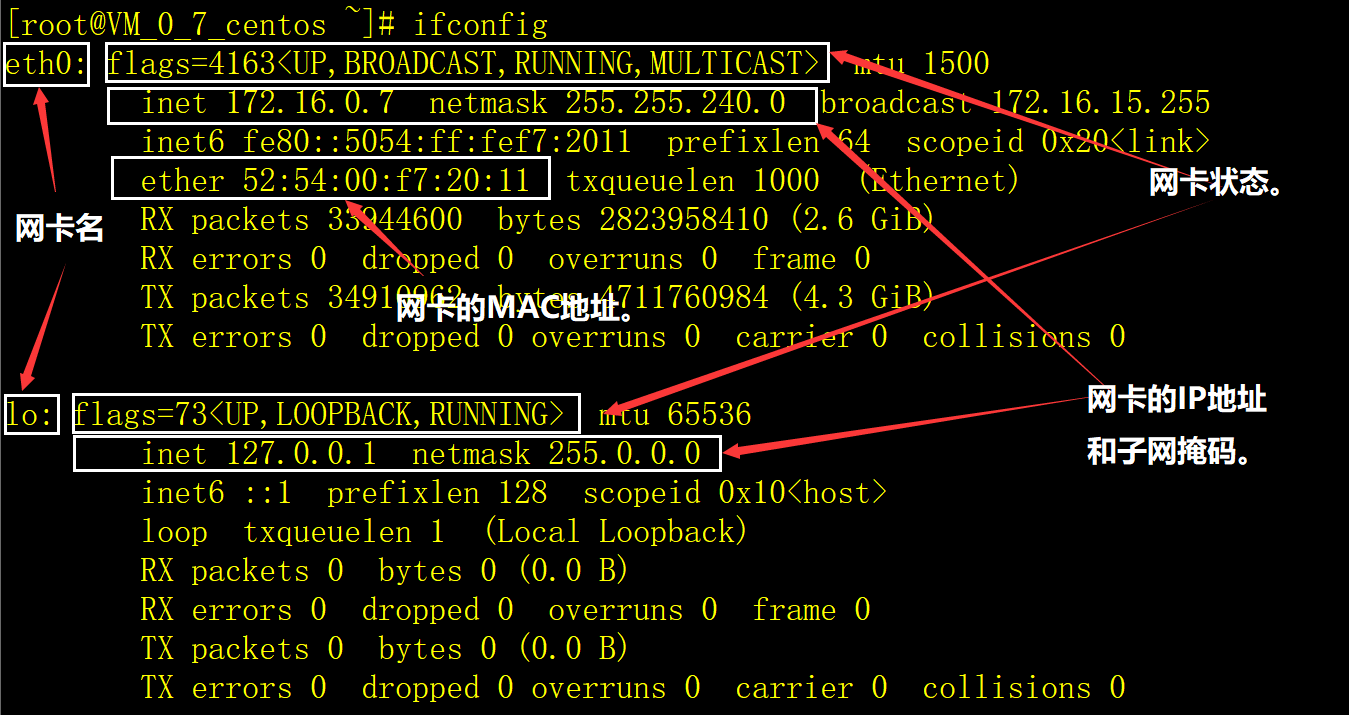 [root@VM_0_7_centos ~]# ifconfig
eth0: flags=4163<UP,BROADCAST,RUNNING,MULTICAST> mtu 1500
inet 172.16.0.7 netmask 255.255.240.0 broadcast 172.16.15.255
inet6 fe80::5054:ff:fef7:2011 prefixlen 64 scopeid 0x20<link>
ether 52:54:00:f7:20:11 txqueuelen 1000 (Ethernet)
网卡状态。
RX packets 33944600 bytes 2823958410 (2.6 GiB)
网卡名
RX errors 0 dropped 0 overruns 0 frame 0
TX packets 34910962 bytes 4711760984 (4.3 GiB)
网卡的MAC地址。
TX errors 0 dropped 0 overruns 0 carrier 0 collisions 0
lo: flags=73<UP,LOOPBACK,RUNNING> mtu 65536
网卡的IP地址
和子网掩码。
inet 127.0.0.1 netmask 255.0.0.0
inet6 ::1 prefixlen 128 scopeid 0x10<host>
loop txqueuelen 1 (Local Loopback)
RX packets 0 bytes 0 (0.0 B)
RX errors 0 dropped 0 overruns 0 frame 0
TX packets 0 bytes 0 (0.0 B)
TX errors 0 dropped 0 overruns 0 carrier 0 collisions 0